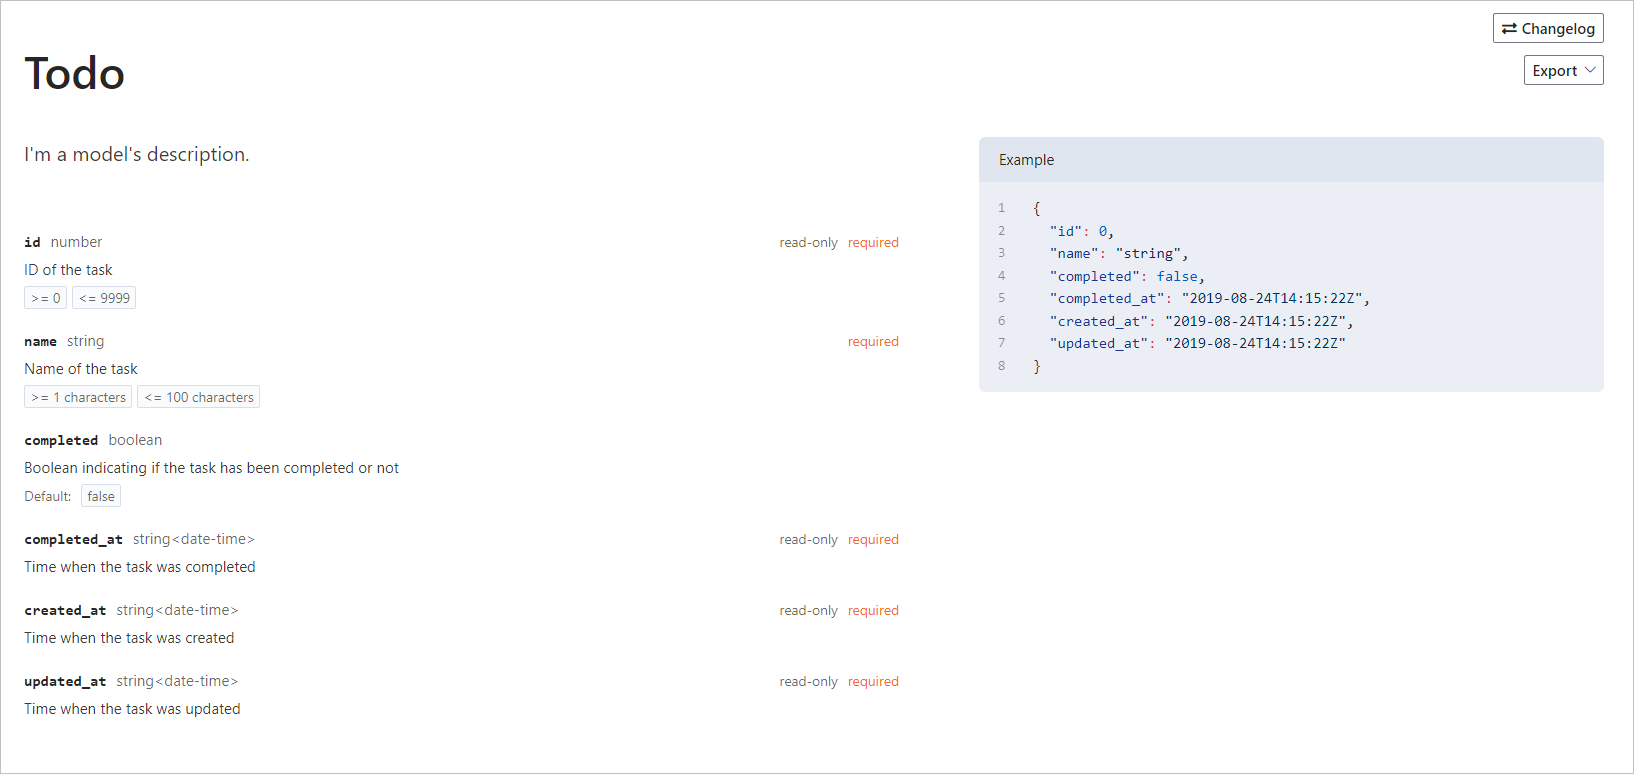 Changelog
Todo
Export
I'm a model's description.
id number read-only required
ID of the task
>= 0 <= 9999
name string required
Name of the task
>= 1 characters <= 100 characters
completed boolean
Boolean indicating if the task has been completed or not
Default: false
completed_at string<date-time> read-only required
Time when the task was completed
created_at string<date-time> read-only required
Time when the task was created
updated_at string<date-time> read-only required
Time when the task was updated
Example
1 {
2 "id": 0,
3 "name": "string",
4 "completed": false,
5 "completed_at": "2019-08-24T14:15:22Z",
6 "created_at": "2019-08-24T14:15:22Z",
7 "updated_at": "2019-08-24T14:15:22Z"
8 }